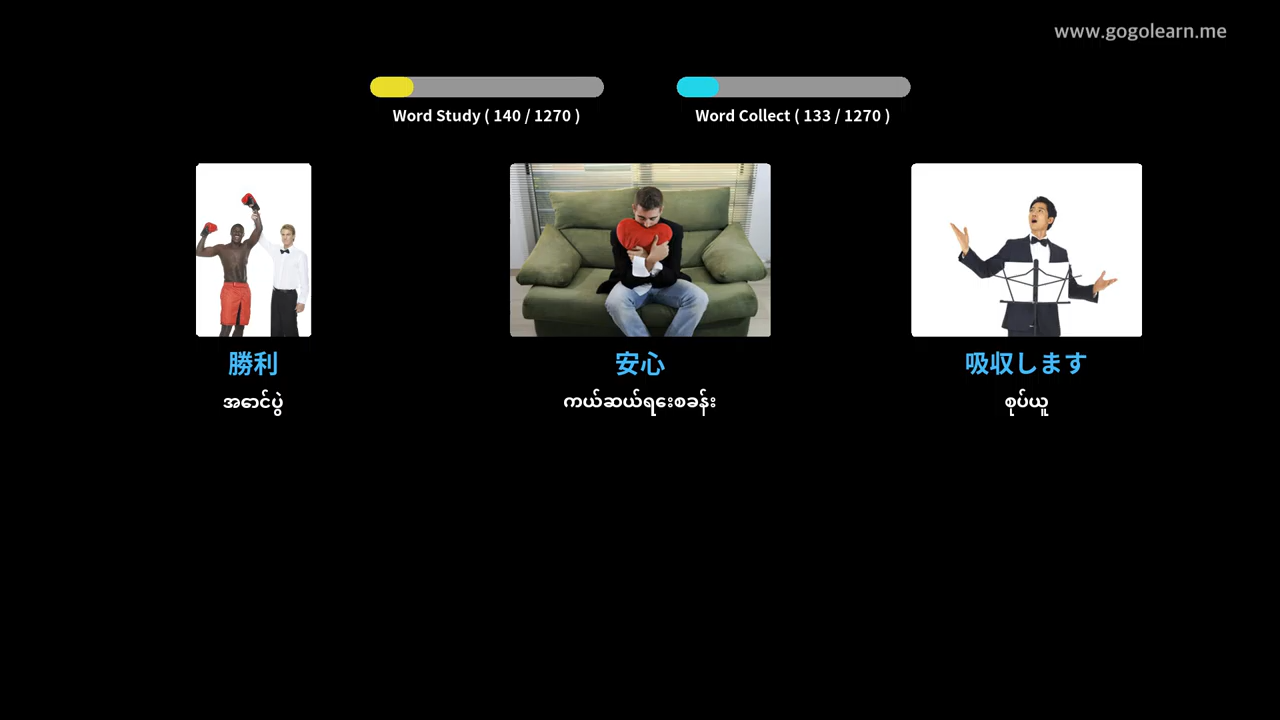 www.gogolearn.me
Word Study ( 140 / 1270 )
Word Collect ( 133 / 1270 )
勝利
安心
吸収します
အောင်ပွဲ
ကယ်ဆယ်ရေးစခန်း
စုပ်ယူ